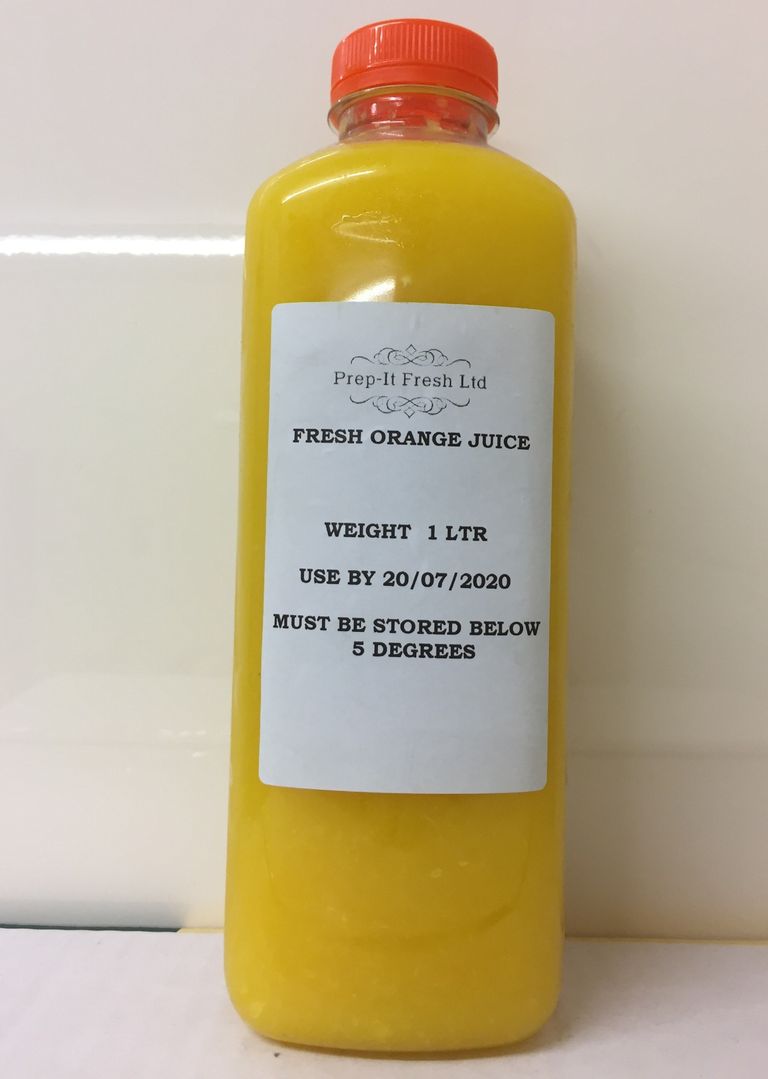 Prep-It Fresh Ltd
FRESH ORANGE JUICE
WEIGHT 1 LTR
USE BY 20/07/2020
MUST BE STORED BELOW
5 DEGREES